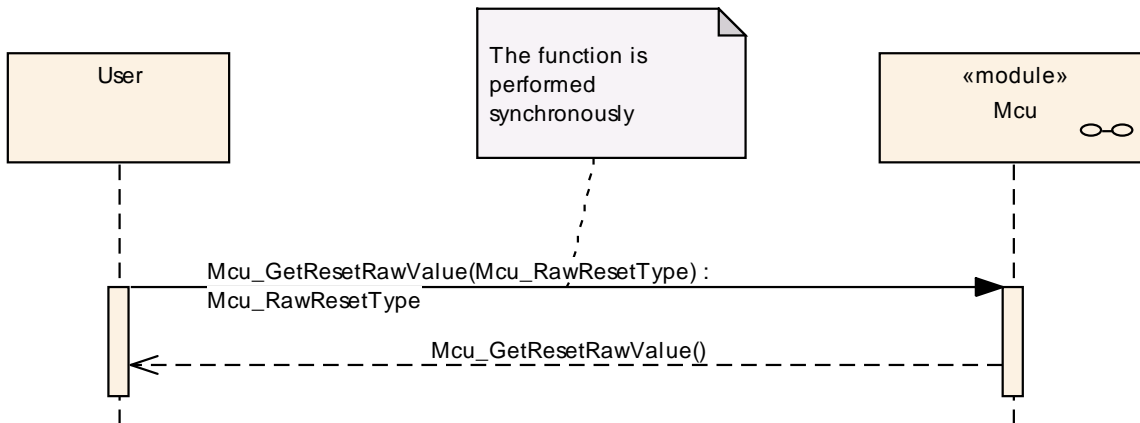 User
The function is
performed
synchronously
«module»
Mcu
Mcu_GetResetRawValue(Mcu_RawResetType) :
Mcu_RawResetType
Mcu_GetResetRawValue()